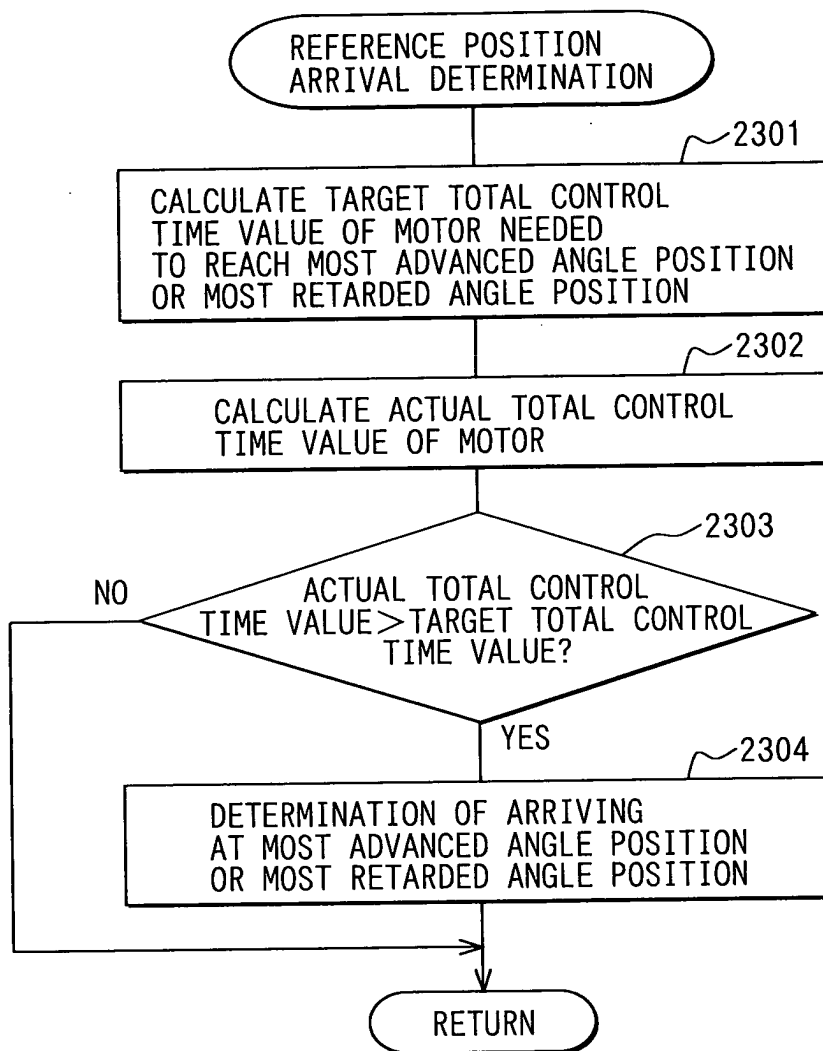 REFERENCE POSITION
ARRIVAL DETERMINATION
2301
CALCULATE TARGET TOTAL CONTROL
TIME VALUE OF MOTOR NEEDED
TO REACH MOST ADVANCED ANGLE POSITION
OR MOST RETARDED ANGLE POSITION
2302
CALCULATE ACTUAL TOTAL CONTROL
TIME VALUE OF MOTOR
2303
NO
ACTUAL TOTAL CONTROL
TIME VALUE>TARGET TOTAL CONTROL
TIME VALUE?
YES
2304
DETERMINATION OF ARRIVING
AT MOST ADVANCED ANGLE POSITION
OR MOST RETARDED ANGLE POSITION
RETURN